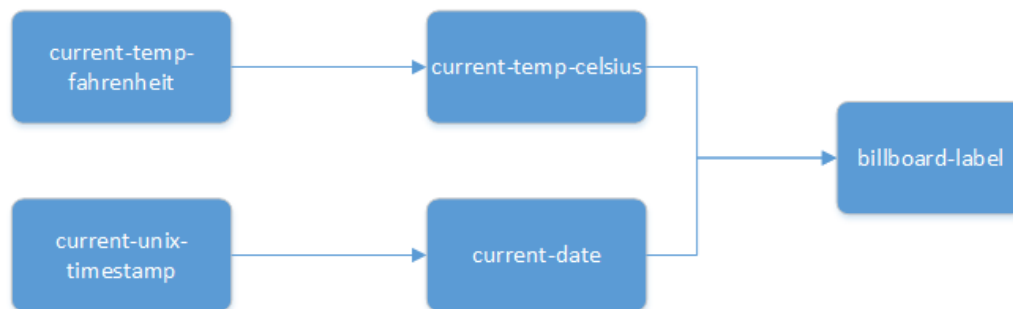 current-temp-
fahrenheit
current-temp-celsius
billboard-label
current-unix-
timestamp
current-date